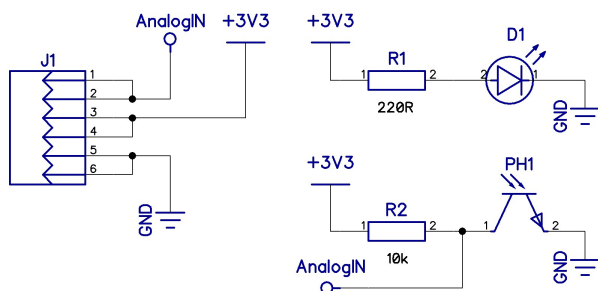 AnalogIN
+3V3
+3V3
J1
R1
D1
1
2
3
4
5
6
1
2
2
1
220R
GND
GND
+3V3
PH1
R2
1
2
1
2
10k
AnalogIN
GND